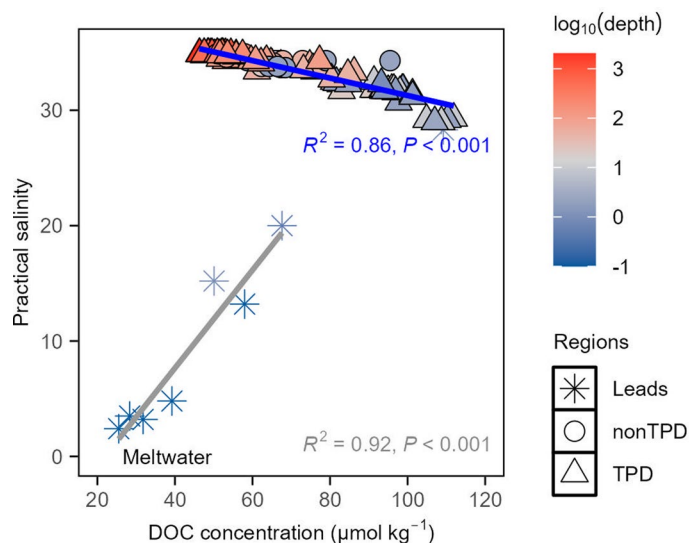 log₁₀(depth)
3
2
1
0
-1
30
20
10
0
Practical salinity
R² = 0.86, P < 0.001
R² = 0.92, P < 0.001
Meltwater
20
40
60
80
100
120
DOC concentration (µmol kg⁻¹)
Regions
Leads
nonTPD
TPD